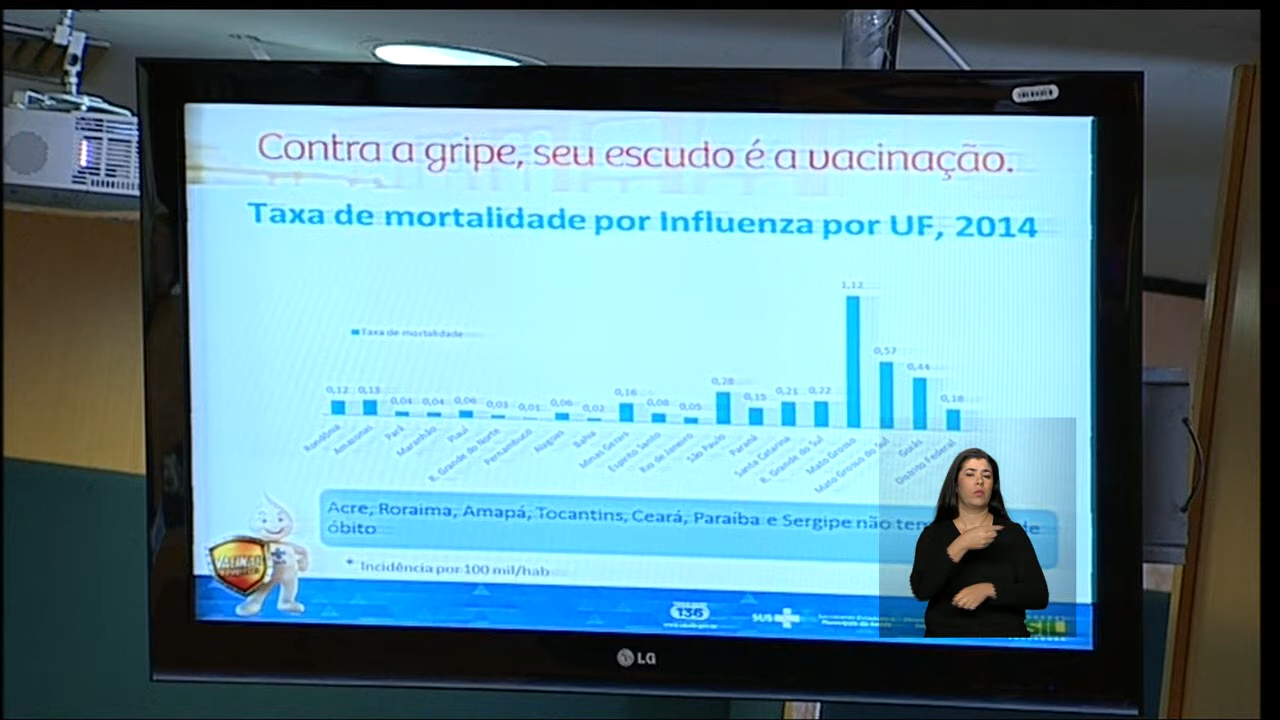 Contra a gripe, seu escudo é a vacinação.
Taxa de mortalidade por Influenza por UF, 2014
Taxa de mortalidade
0,12 0,13 0,04 0,04 0,06 0,03 0,01 0,06 0,02 0,16 0,08 0,05 0,28 0,15 0,21 0,22 1,12 0,57 0,44 0,18
Rondônia Amazonas Pará Maranhão Piauí R. Grande do Norte Pernambuco Alagoas Bahia Minas Gerais Espírito Santo Rio de Janeiro São Paulo Paraná Santa Catarina R. Grande do Sul Mato Grosso Mato Grosso do Sul Goiás Distrito Federal
Acre, Roraima, Amapá, Tocantins, Ceará, Paraíba e Sergipe não
óbito
* Incidência por 100 mil/hab
136
SUS
LG